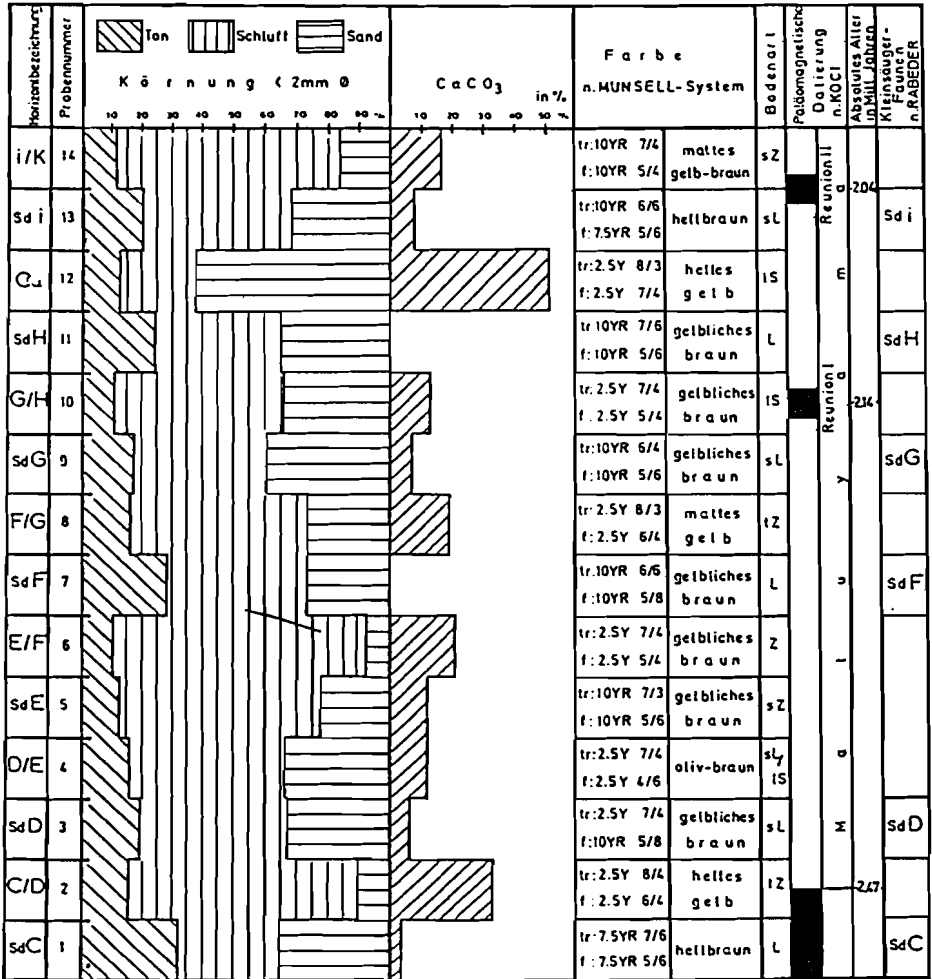 Horizontbezeichnung
Probennummer
Ton Schluff Sand
Körnung < 2mm Ø
10 20 30 40 50 60 70 80 90 %
CaCO3
in %
10 20 30 40 50 %
Farbe
n. MUNSELL-System
Bodenart
Paläomagnetische
Datierung
n. KOCI
Absolutes Alter
in Mill. Jahren
Kleinsäuger-
Faunen
n. RABEDER
i/K 14 tr:10YR 7/4 mattes sZ
f:10YR 5/4 gelb-braun
Sd i 13 tr:10YR 6/6 hellbraun sL Sd i
f:7.5YR 5/6
12 tr:2.5Y 8/3 helles lS
f:2.5Y 7/4 gelb
SdH 11 tr 10YR 7/6 gelbliches L SdH
f:10YR 5/6 braun
G/H 10 tr:2.5Y 7/4 gelbliches lS
f:2.5Y 5/4 braun
SdG 9 tr:10YR 6/4 gelbliches sL SdG
f:10YR 5/6 braun
F/G 8 tr:2.5Y 8/3 mattes lZ
f:2.5Y 6/4 gelb
SdF 7 tr:10YR 6/6 gelbliches L SdF
f:10YR 5/8 braun
E/F 6 tr:2.5Y 7/4 gelbliches Z
f:2.5Y 5/4 braun
SdE 5 tr:10YR 7/3 gelbliches sZ
f:10YR 5/6 braun
D/E 4 tr:2.5Y 7/4 oliv-braun sL/
f:2.5Y 4/6 lS
SdD 3 tr:2.5Y 7/4 gelbliches sL SdD
f:10YR 5/8 braun
C/D 2 tr:2.5Y 8/4 helles lZ
f:2.5Y 6/4 gelb
SdC 1 tr:7.5YR 7/6 hellbraun L SdC
f:7.5YR 5/6
Reunion II
Reunion I
Matuyama
2.04
2.14
2.47